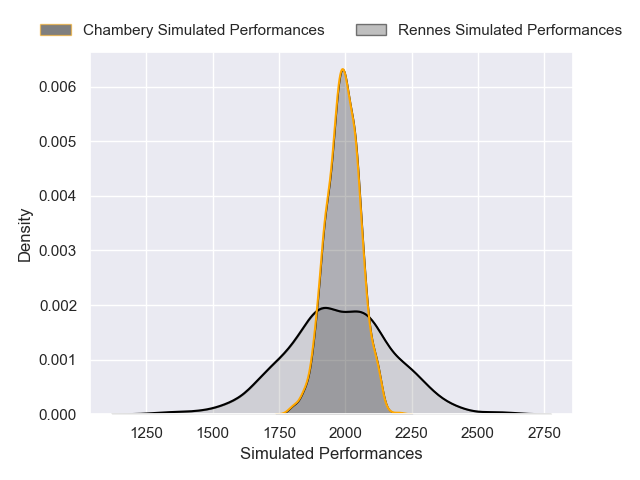 Chambery Simulated Performances Rennes Simulated Performances
0.006
0.005
0.004
0.003
0.002
0.001
0.000
Density
1250 1500 1750 2000 2250 2500 2750
Simulated Performances